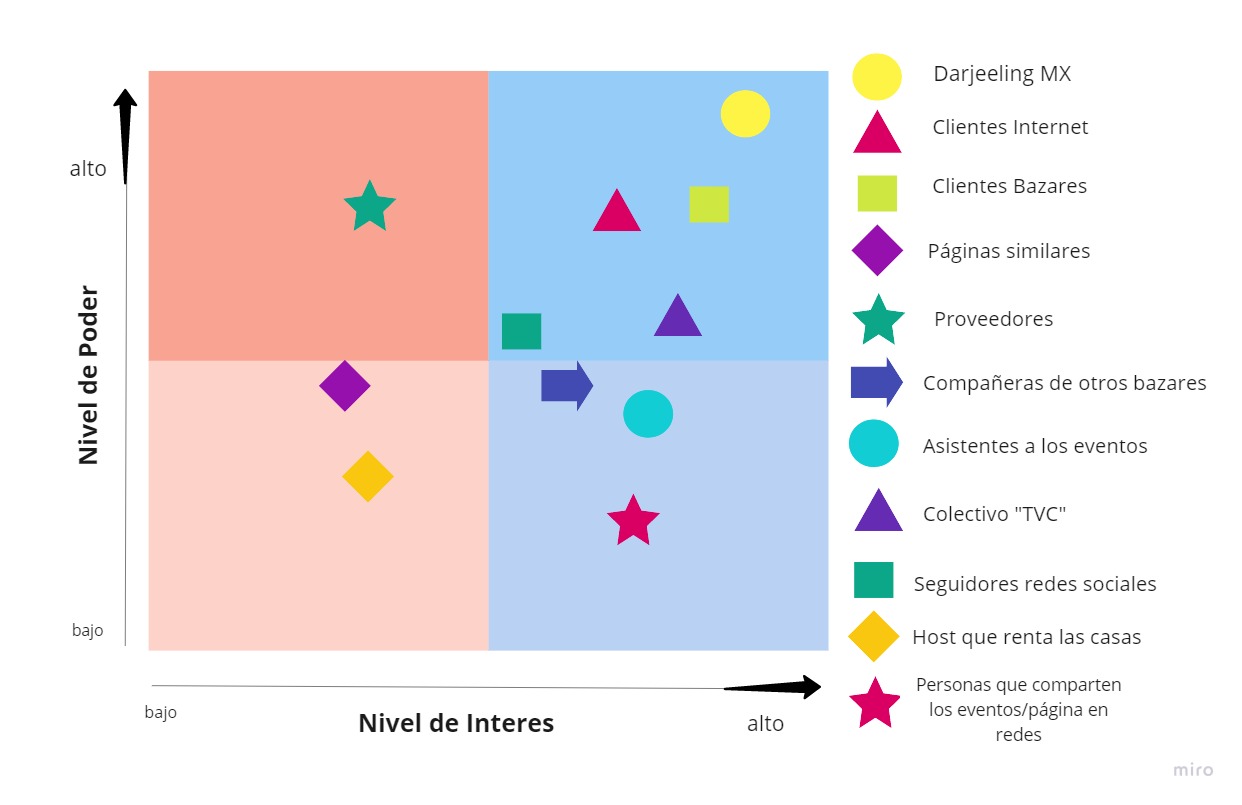 alto
Nivel de Poder
bajo
bajo
Nivel de Interes
alto
Darjeeling MX
Clientes Internet
Clientes Bazares
Páginas similares
Proveedores
Compañeras de otros bazares
Asistentes a los eventos
Colectivo "TVC"
Seguidores redes sociales
Host que renta las casas
Personas que comparten
los eventos/página en
redes
miro